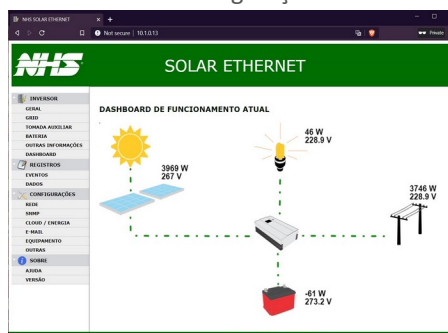 NHS SOLAR ETHERNET
Not secure 10.1.0.13
Private
NHS
SOLAR ETHERNET
INVERSOR
GERAL
GRID
TOMADA AUXILIAR
BATERIA
OUTRAS INFORMAÇÕES
DASHBOARD
REGISTROS
EVENTOS
DADOS
CONFIGURAÇÕES
REDE
SNMP
CLOUD / ENERGIA
E-MAIL
EQUIPAMENTO
OUTRAS
SOBRE
AJUDA
VERSÃO
DASHBOARD DE FUNCIONAMENTO ATUAL
46 W
228.9 V
3969 W
267 V
3746 W
228.9 V
-61 W
273.2 V